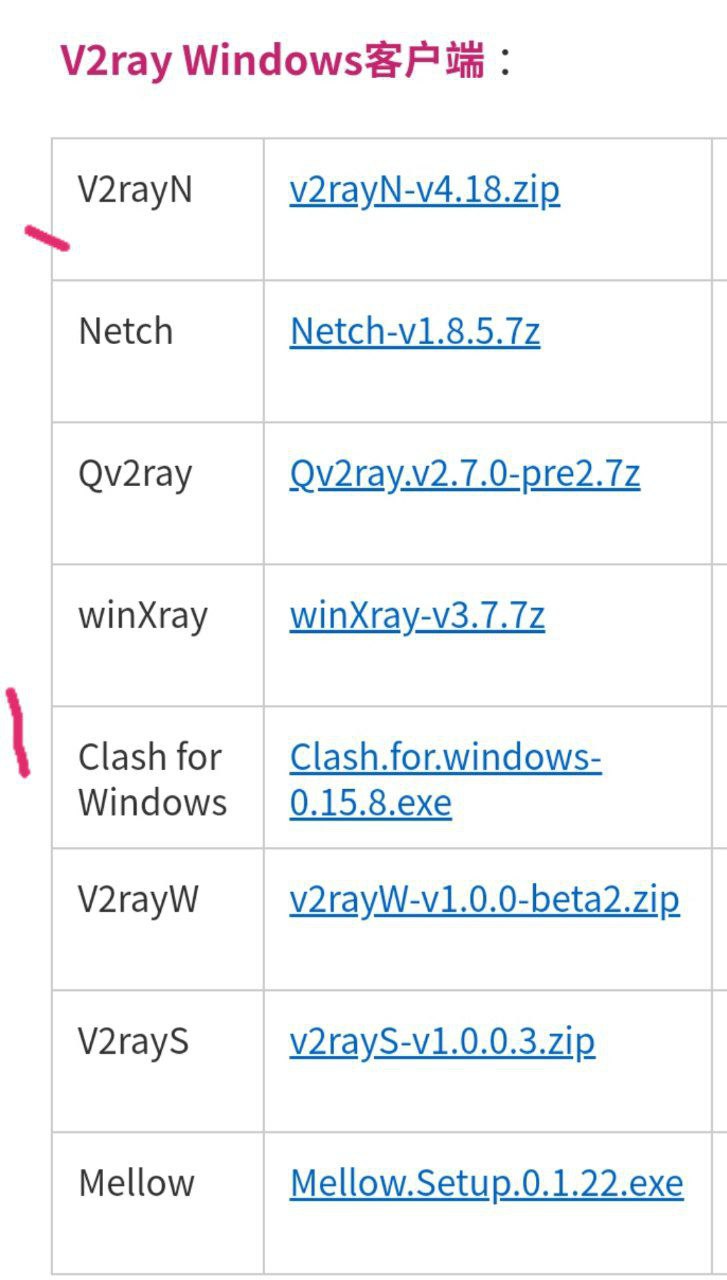 V2ray Windows客户端：
V2rayN
v2rayN-v4.18.zip
Netch
Netch-v1.8.5.7z
Qv2ray
Qv2ray.v2.7.0-pre2.7z
winXray
winXray-v3.7.7z
Clash for
Windows
Clash.for.windows-
0.15.8.exe
V2rayW
v2rayW-v1.0.0-beta2.zip
V2rayS
v2rayS-v1.0.0.3.zip
Mellow
Mellow.Setup.0.1.22.exe